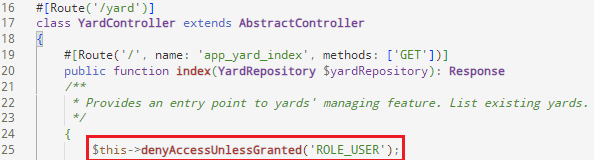 16 #[Route('/yard')]
17 class YardController extends AbstractController
18 {
19 #[Route('/', name: 'app_yard_index', methods: ['GET'])]
20 public function index(YardRepository $yardRepository): Response
21 /**
22 * Provides an entry point to yards' managing feature. List existing yards.
23 */
24 {
25 $this->denyAccessUnlessGranted('ROLE_USER');